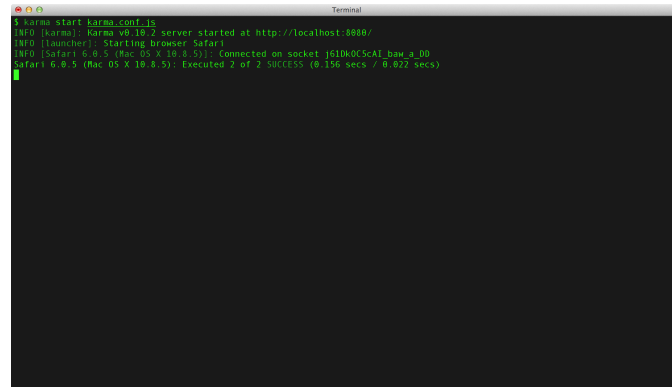 Terminal
$ karma start karma.conf.js
INFO [karma]: Karma v0.10.2 server started at http://localhost:8080/
INFO [launcher]: Starting browser Safari
INFO [Safari 6.0.5 (Mac OS X 10.8.5)]: Connected on socket j61DkOC5cAI_baw_a_DD
Safari 6.0.5 (Mac OS X 10.8.5): Executed 2 of 2 SUCCESS (0.156 secs / 0.022 secs)